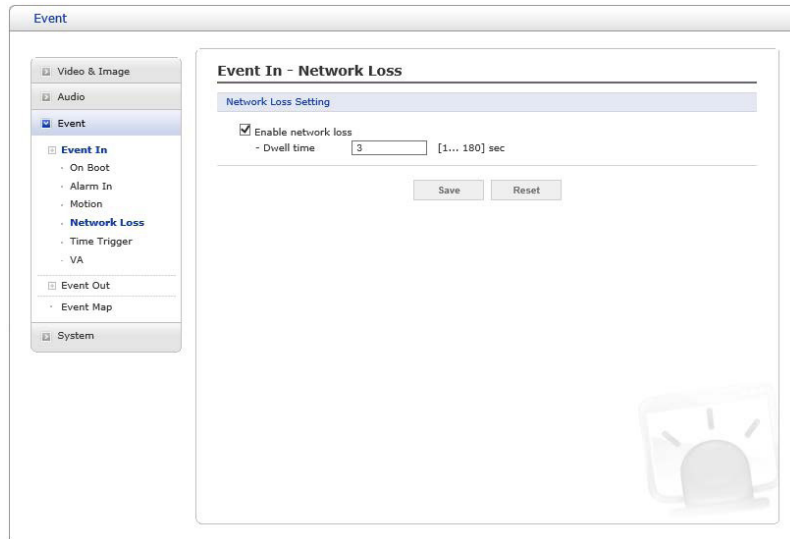 Event
Video & Image
Audio
Event
Event In
On Boot
Alarm In
Motion
Network Loss
Time Trigger
VA
Event Out
Event Map
System
Event In - Network Loss
Network Loss Setting
Enable network loss
- Dwell time 3 [1... 180] sec
Save Reset